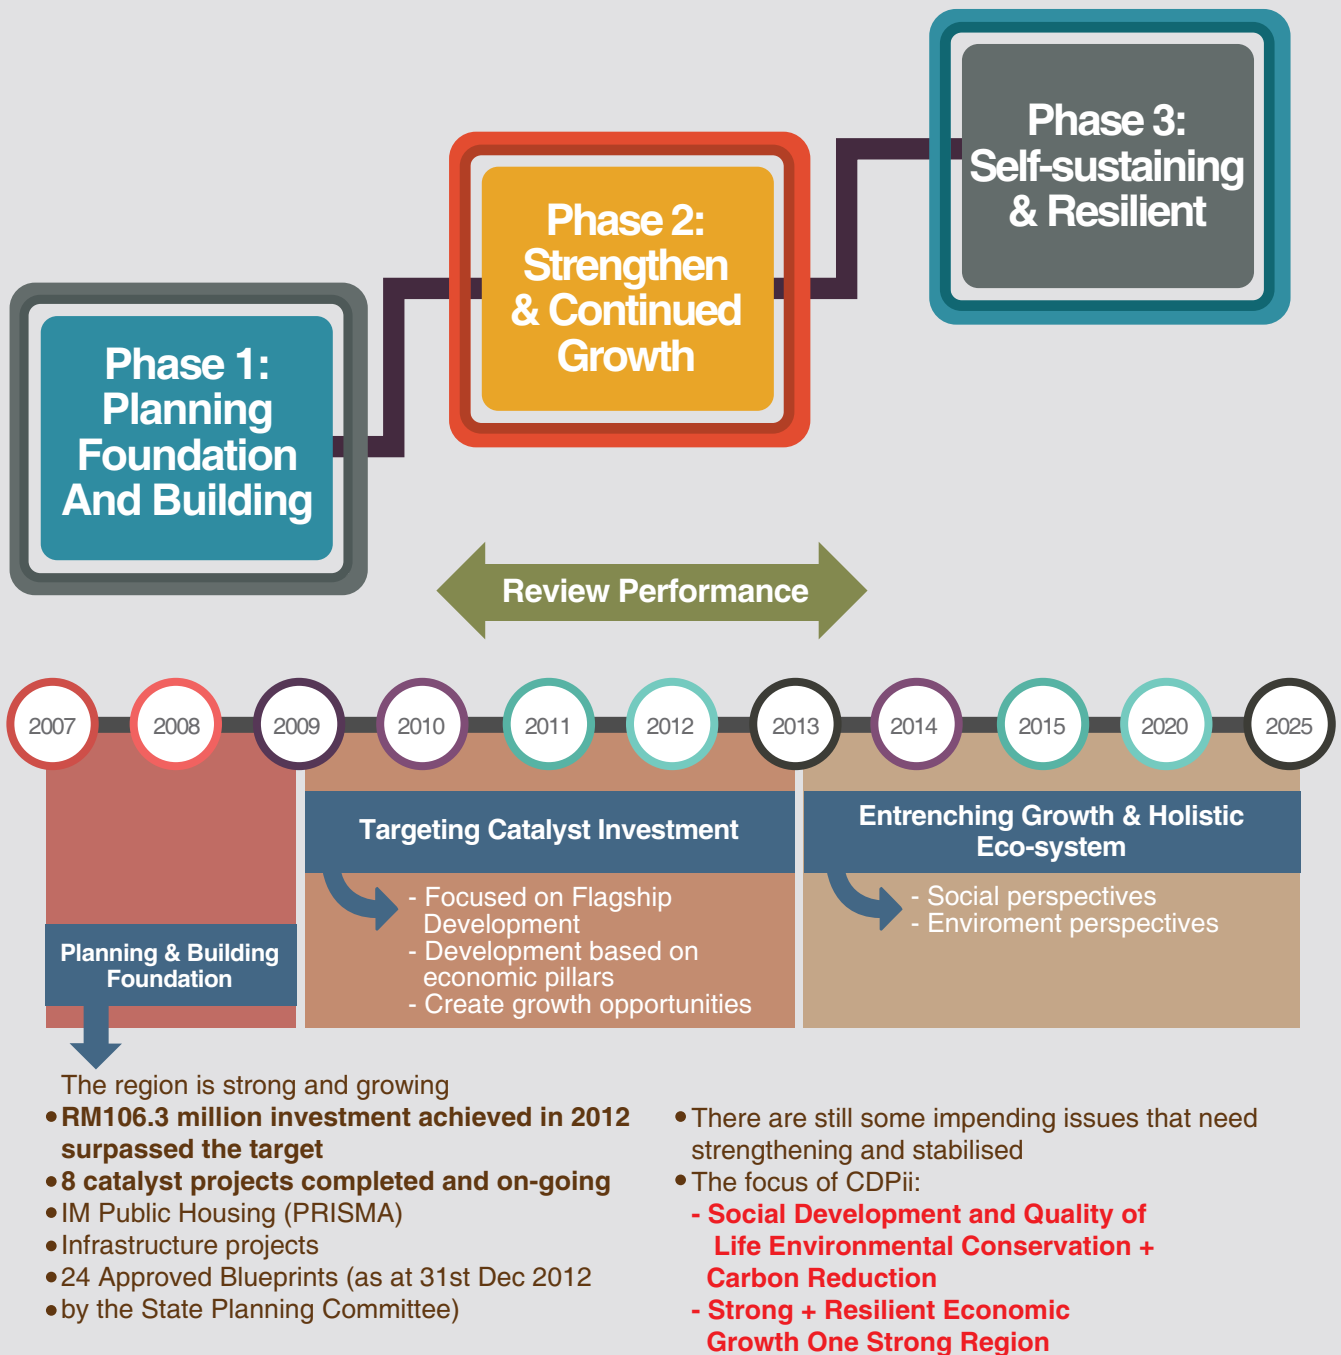 Phase 1:
Planning
Foundation
And Building
Phase 2:
Strengthen
& Continued
Growth
Phase 3:
Self-sustaining
& Resilient
Review Performance
2007
2008
2009
2010
2011
2012
2013
2014
2015
2020
2025
Planning & Building
Foundation
Targeting Catalyst Investment
- Focused on Flagship
Development
- Development based on
economic pillars
- Create growth opportunities
Entrenching Growth & Holistic
Eco-system
- Social perspectives
- Enviroment perspectives
The region is strong and growing
• RM106.3 million investment achieved in 2012
surpassed the target
• 8 catalyst projects completed and on-going
• IM Public Housing (PRISMA)
• Infrastructure projects
• 24 Approved Blueprints (as at 31st Dec 2012
• by the State Planning Committee)
• There are still some impending issues that need
strengthening and stabilised
• The focus of CDPii:
- Social Development and Quality of
Life Environmental Conservation +
Carbon Reduction
- Strong + Resilient Economic
Growth One Strong Region